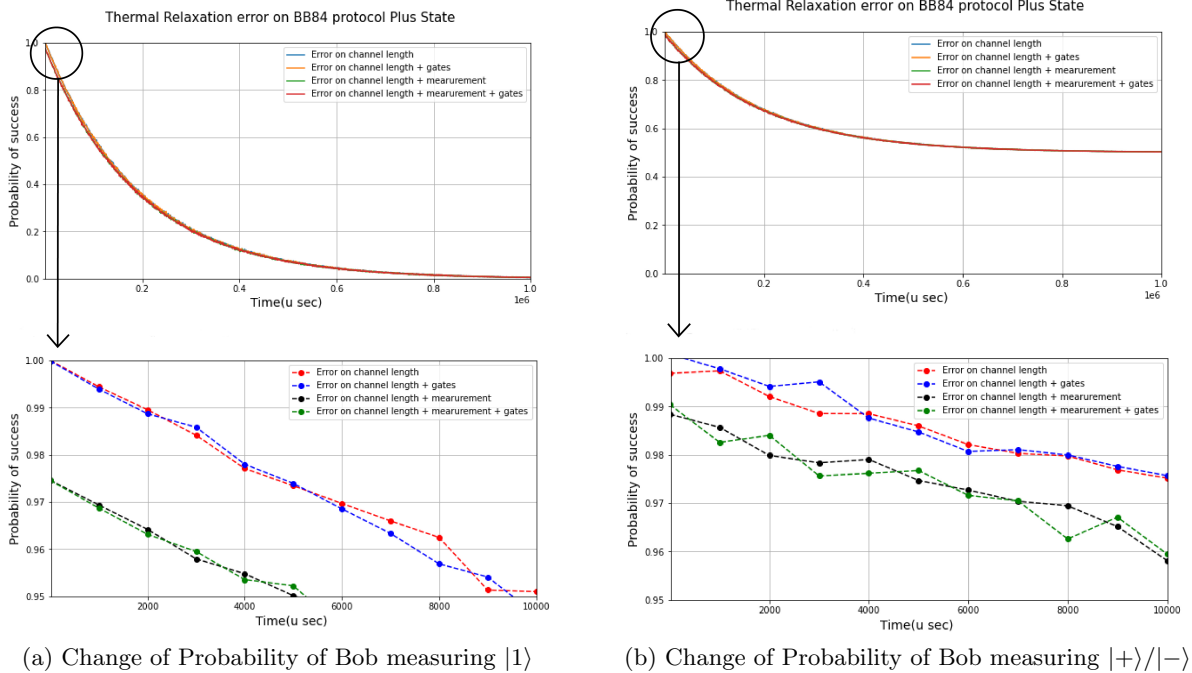 Thermal Relaxation error on BB84 protocol Plus State
Probability of success
1.0
0.8
0.6
0.4
0.2
0.0
Error on channel length
Error on channel length + gates
Error on channel length + mearurement
Error on channel length + mearurement + gates
0.2
0.4
0.6
0.8
1.0
1e6
Time(u sec)
Thermal Relaxation error on BB84 protocol Plus State
Probability of success
1.0
0.8
0.6
0.4
0.2
0.0
Error on channel length
Error on channel length + gates
Error on channel length + mearurement
Error on channel length + mearurement + gates
0.2
0.4
0.6
0.8
1.0
1e6
Time(u sec)
Probability of success
1.00
0.99
0.98
0.97
0.96
0.95
Error on channel length
Error on channel length + gates
Error on channel length + mearurement
Error on channel length + mearurement + gates
2000
4000
6000
8000
10000
Time(u sec)
Probability of success
1.00
0.99
0.98
0.97
0.96
0.95
Error on channel length
Error on channel length + gates
Error on channel length + mearurement
Error on channel length + mearurement + gates
2000
4000
6000
8000
10000
Time(u sec)
(a) Change of Probability of Bob measuring |1⟩
(b) Change of Probability of Bob measuring |+⟩/|−⟩